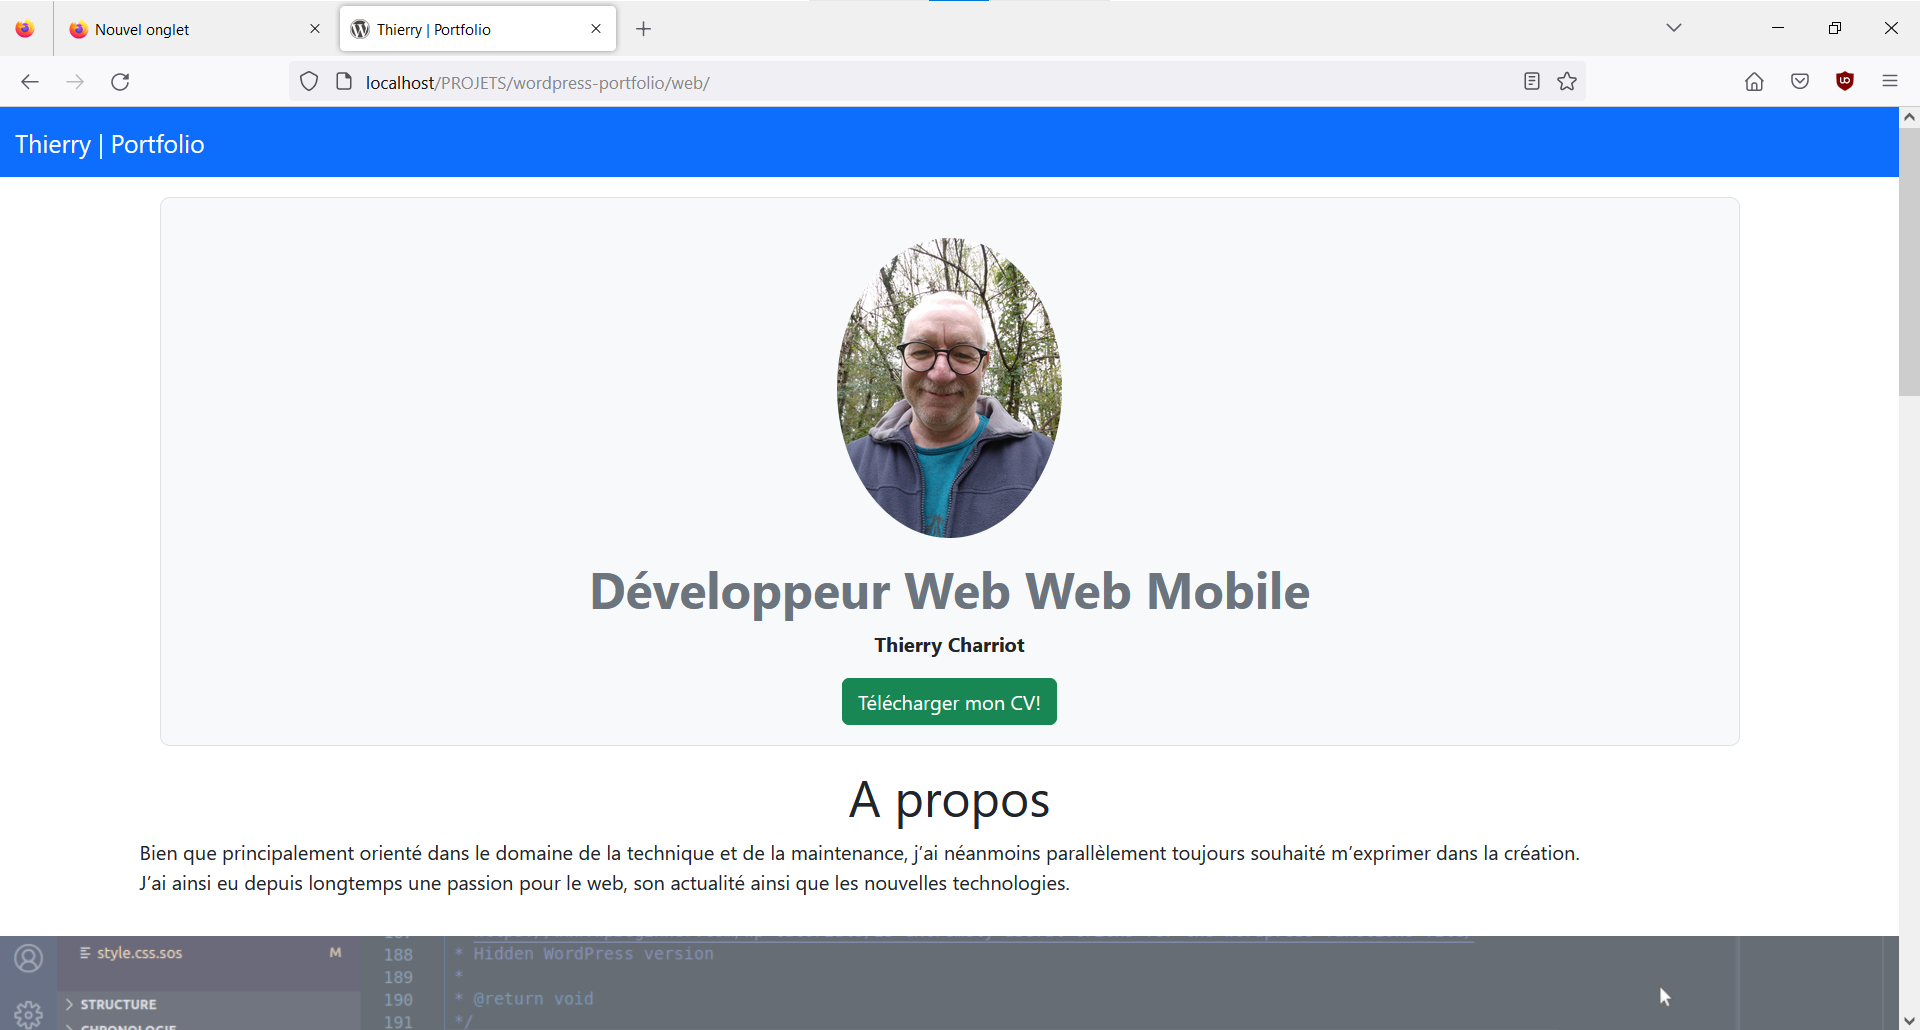 Nouvel onglet
Thierry | Portfolio
localhost/PROJETS/wordpress-portfolio/web/
Thierry | Portfolio
Développeur Web Web Mobile
Thierry Charriot
Télécharger mon CV!
A propos
Bien que principalement orienté dans le domaine de la technique et de la maintenance, j’ai néanmoins parallèlement toujours souhaité m’exprimer dans la création.
J’ai ainsi eu depuis longtemps une passion pour le web, son actualité ainsi que les nouvelles technologies.
style.css.sos M
STRUCTURE
CHRONOLOGIE
188 * Hidden WordPress version
189 *
190 * @return void
191 */